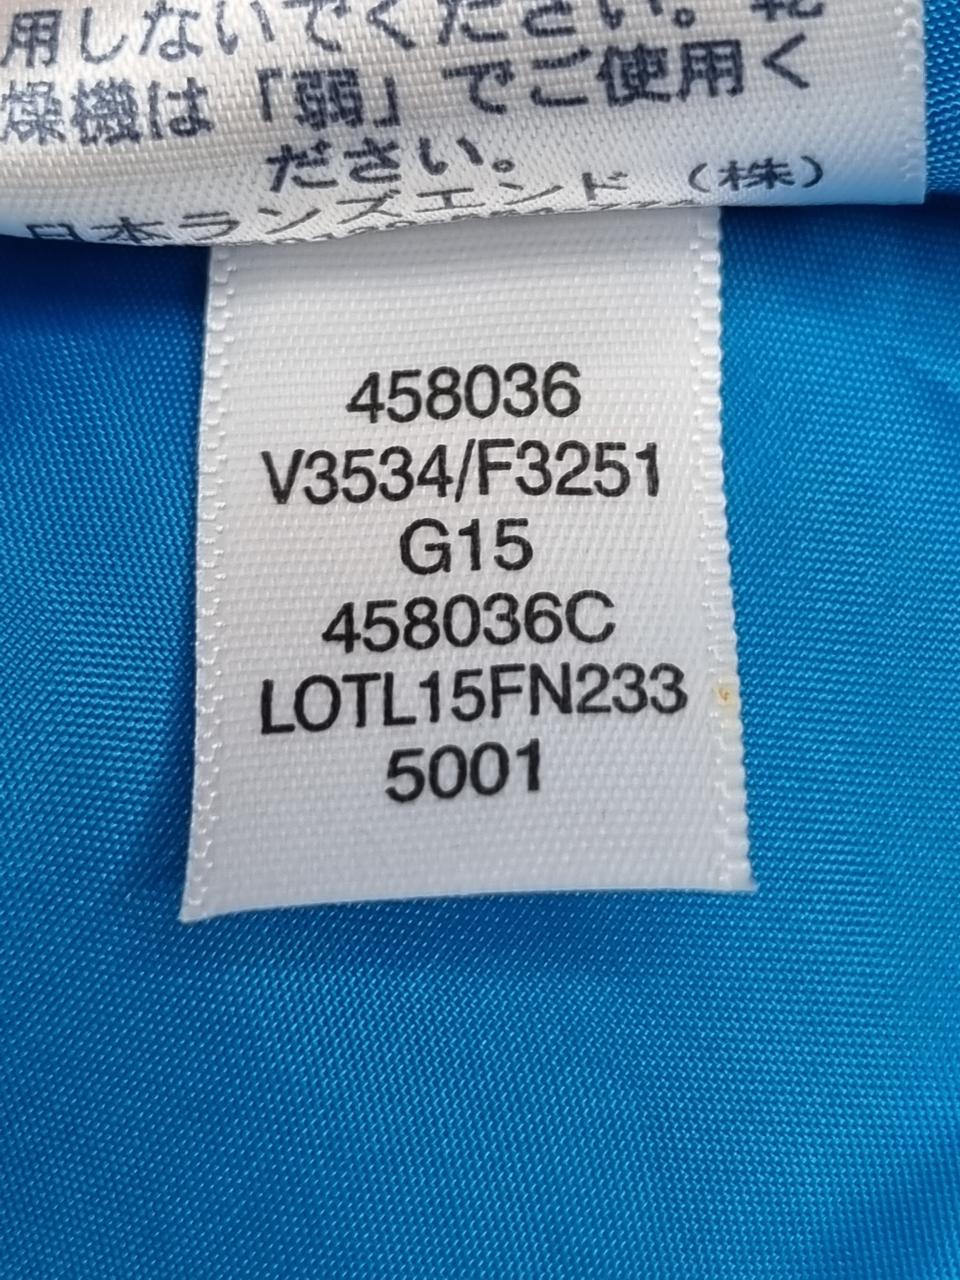 用しないでください。乾
燥機は「弱」でご使用く
ださい。
日本ランズエンド（株）
458036
V3534/F3251
G15
458036C
LOTL15FN233
5001